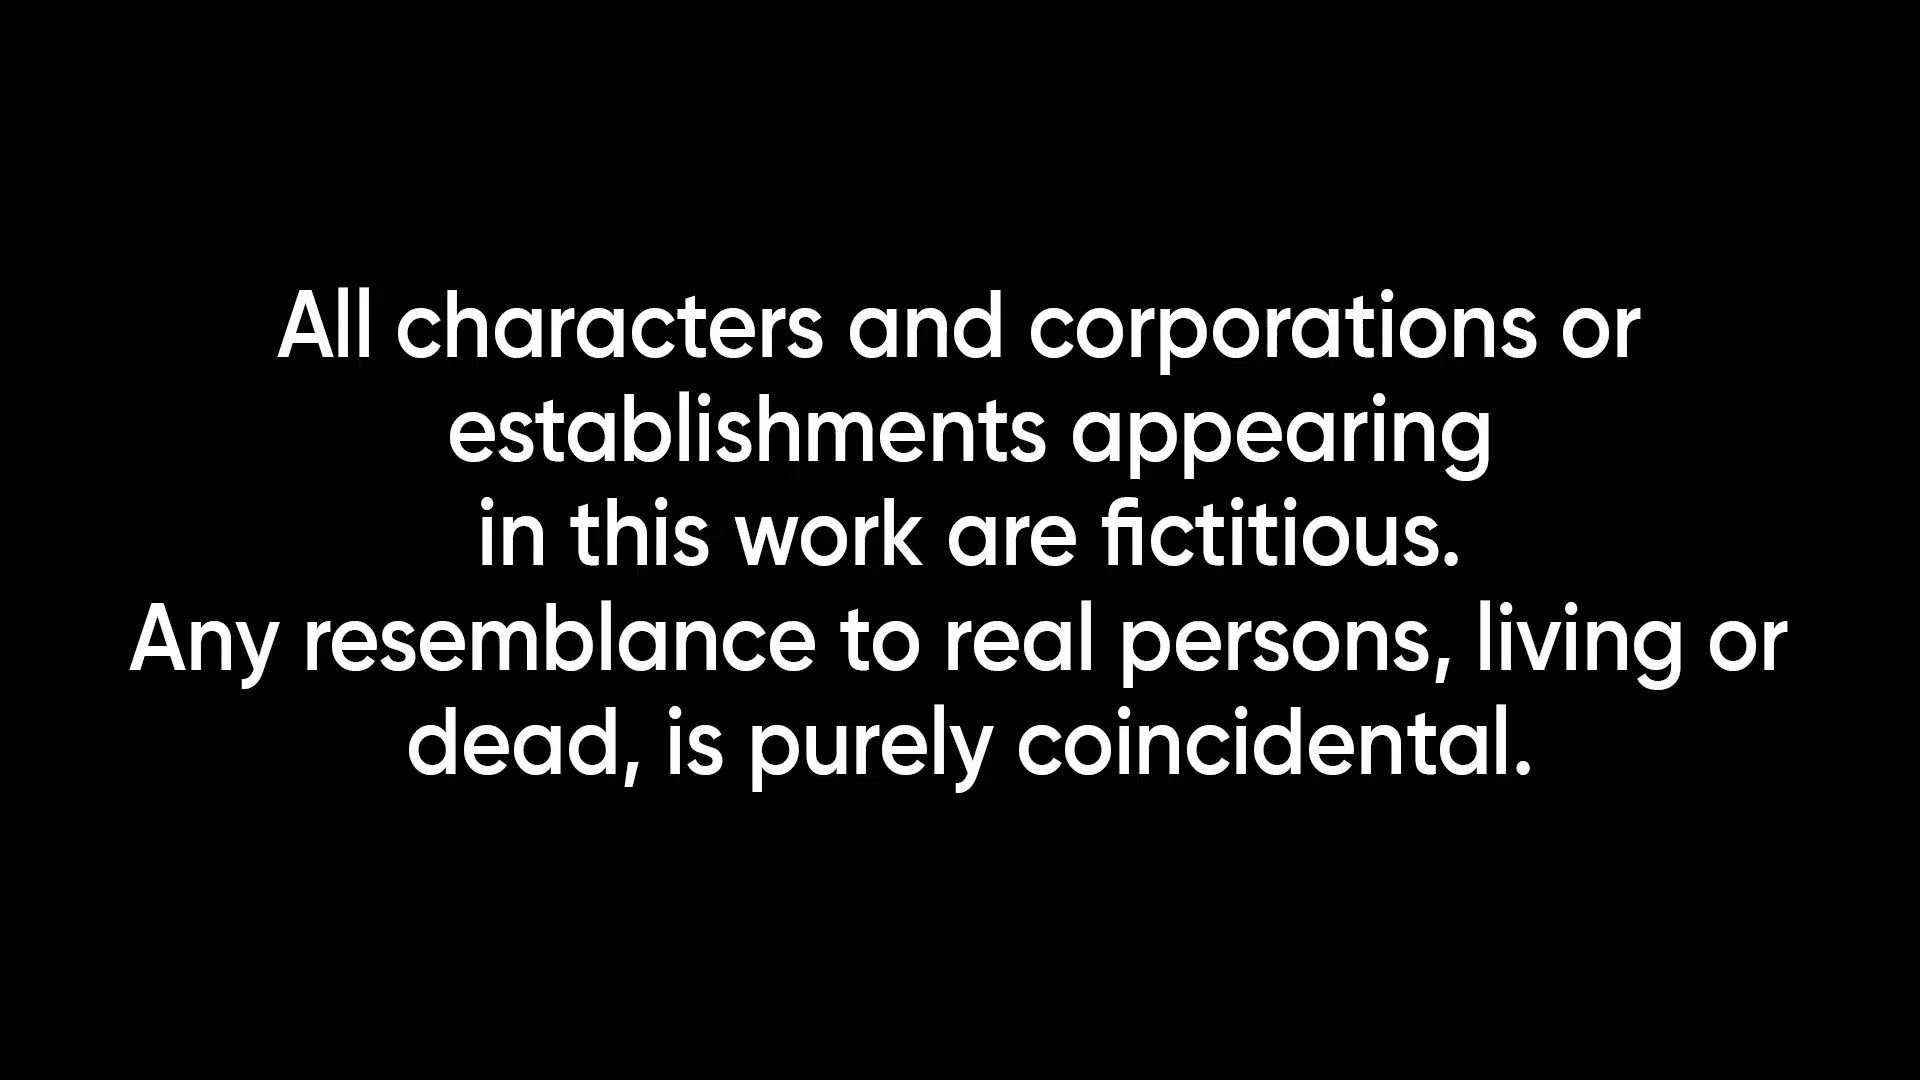 All characters and corporations or
establishments appearing
in this work are fictitious.
Any resemblance to real persons, living or
dead, is purely coincidental.